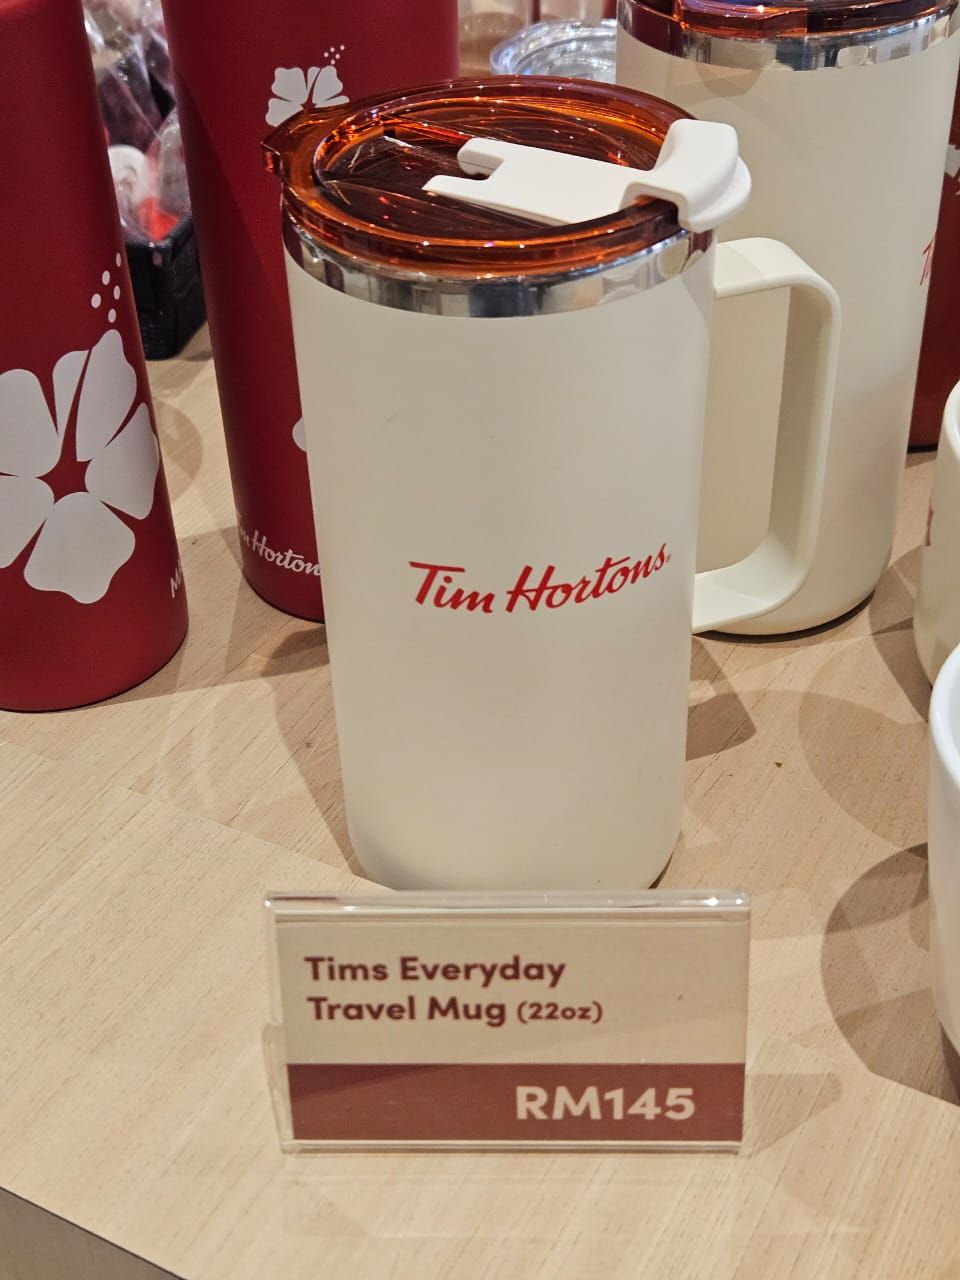 Tim Hortons®
Tim Hortons
Tims Everyday
Travel Mug (22oz)
RM145